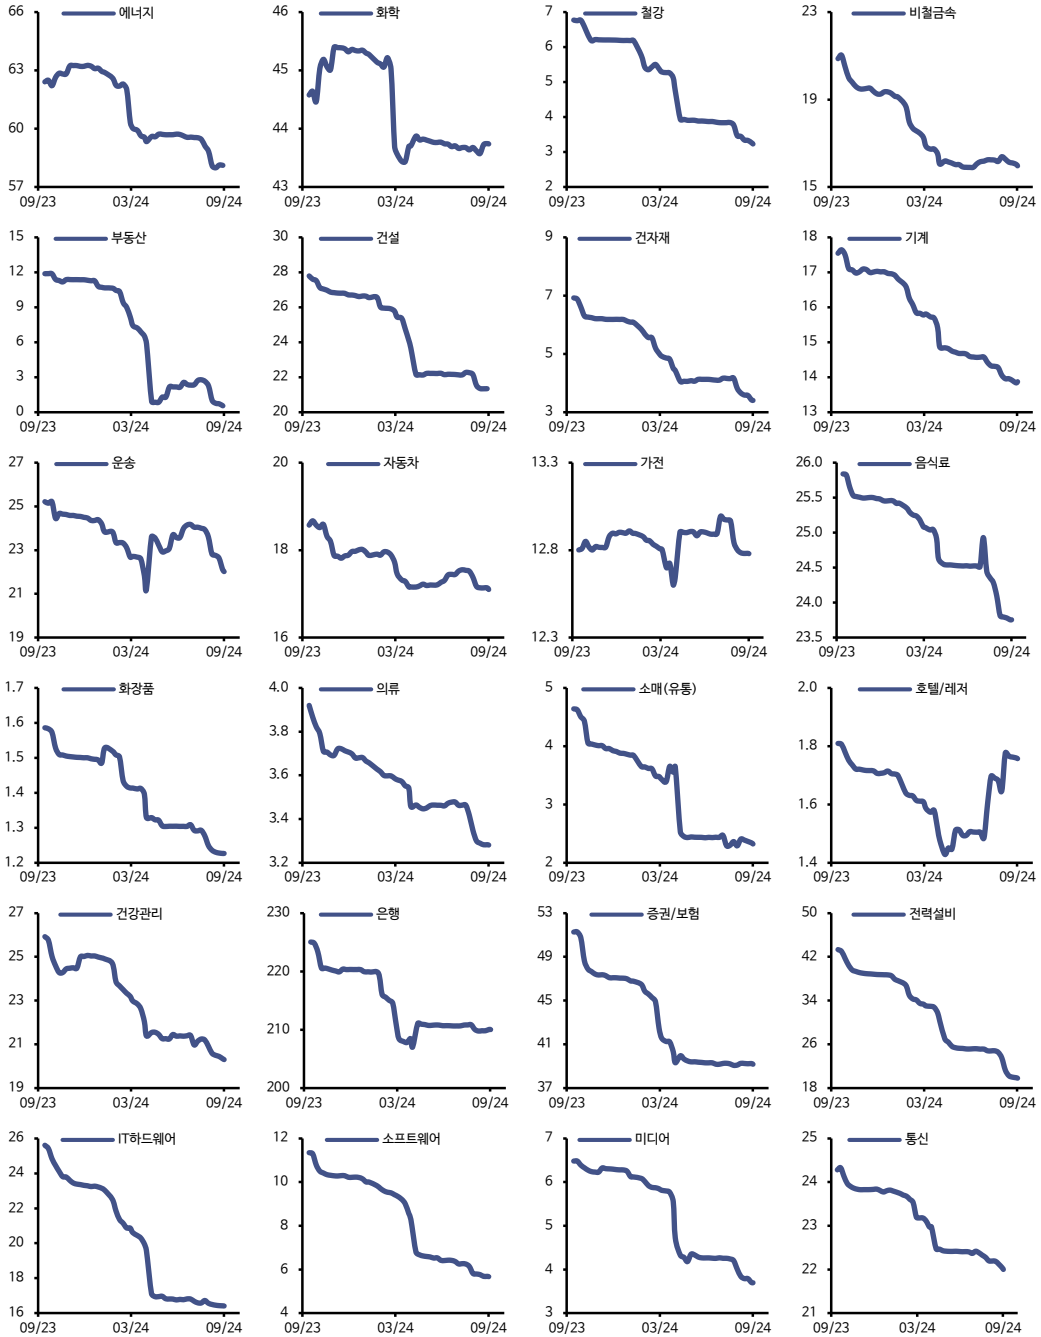 66 에너지 46 화학 7 철강 23 비철금속
63 45 6 19
60 44 5 15
57 43 4
3
2
09/23 03/24 09/24 09/23 03/24 09/24 09/23 03/24 09/24 09/23 03/24 09/24
15 부동산 30 건설 9 건자재 18 기계
12 28 7 17
9 26 5 16
6 24 3 15
3 22 14
0 20 13
09/23 03/24 09/24 09/23 03/24 09/24 09/23 03/24 09/24 09/23 03/24 09/24
27 운송 20 자동차 13.3 가전 26.0 음식료
25 18 12.8 25.5
23 16 12.3 25.0
21 24.5
19 24.0
23.5
09/23 03/24 09/24 09/23 03/24 09/24 09/23 03/24 09/24 09/23 03/24 09/24
1.7 화장품 4.0 의류 5 소매(유통) 2.0 호텔/레저
1.6 3.8 4 1.8
1.5 3.6 3 1.6
1.4 3.4 2 1.4
1.3 3.2
1.2
09/23 03/24 09/24 09/23 03/24 09/24 09/23 03/24 09/24 09/23 03/24 09/24
27 건강관리 230 은행 53 증권/보험 50 전력설비
25 220 49 42
23 210 45 34
21 200 41 26
19 37 18
09/23 03/24 09/24 09/23 03/24 09/24 09/23 03/24 09/24 09/23 03/24 09/24
26 IT하드웨어 12 소프트웨어 7 미디어 25 통신
24 10 6 23
22 8 5 23
20 6 4 22
18 4 3 21
16
09/23 03/24 09/24 09/23 03/24 09/24 09/23 03/24 09/24 09/23 03/24 09/24